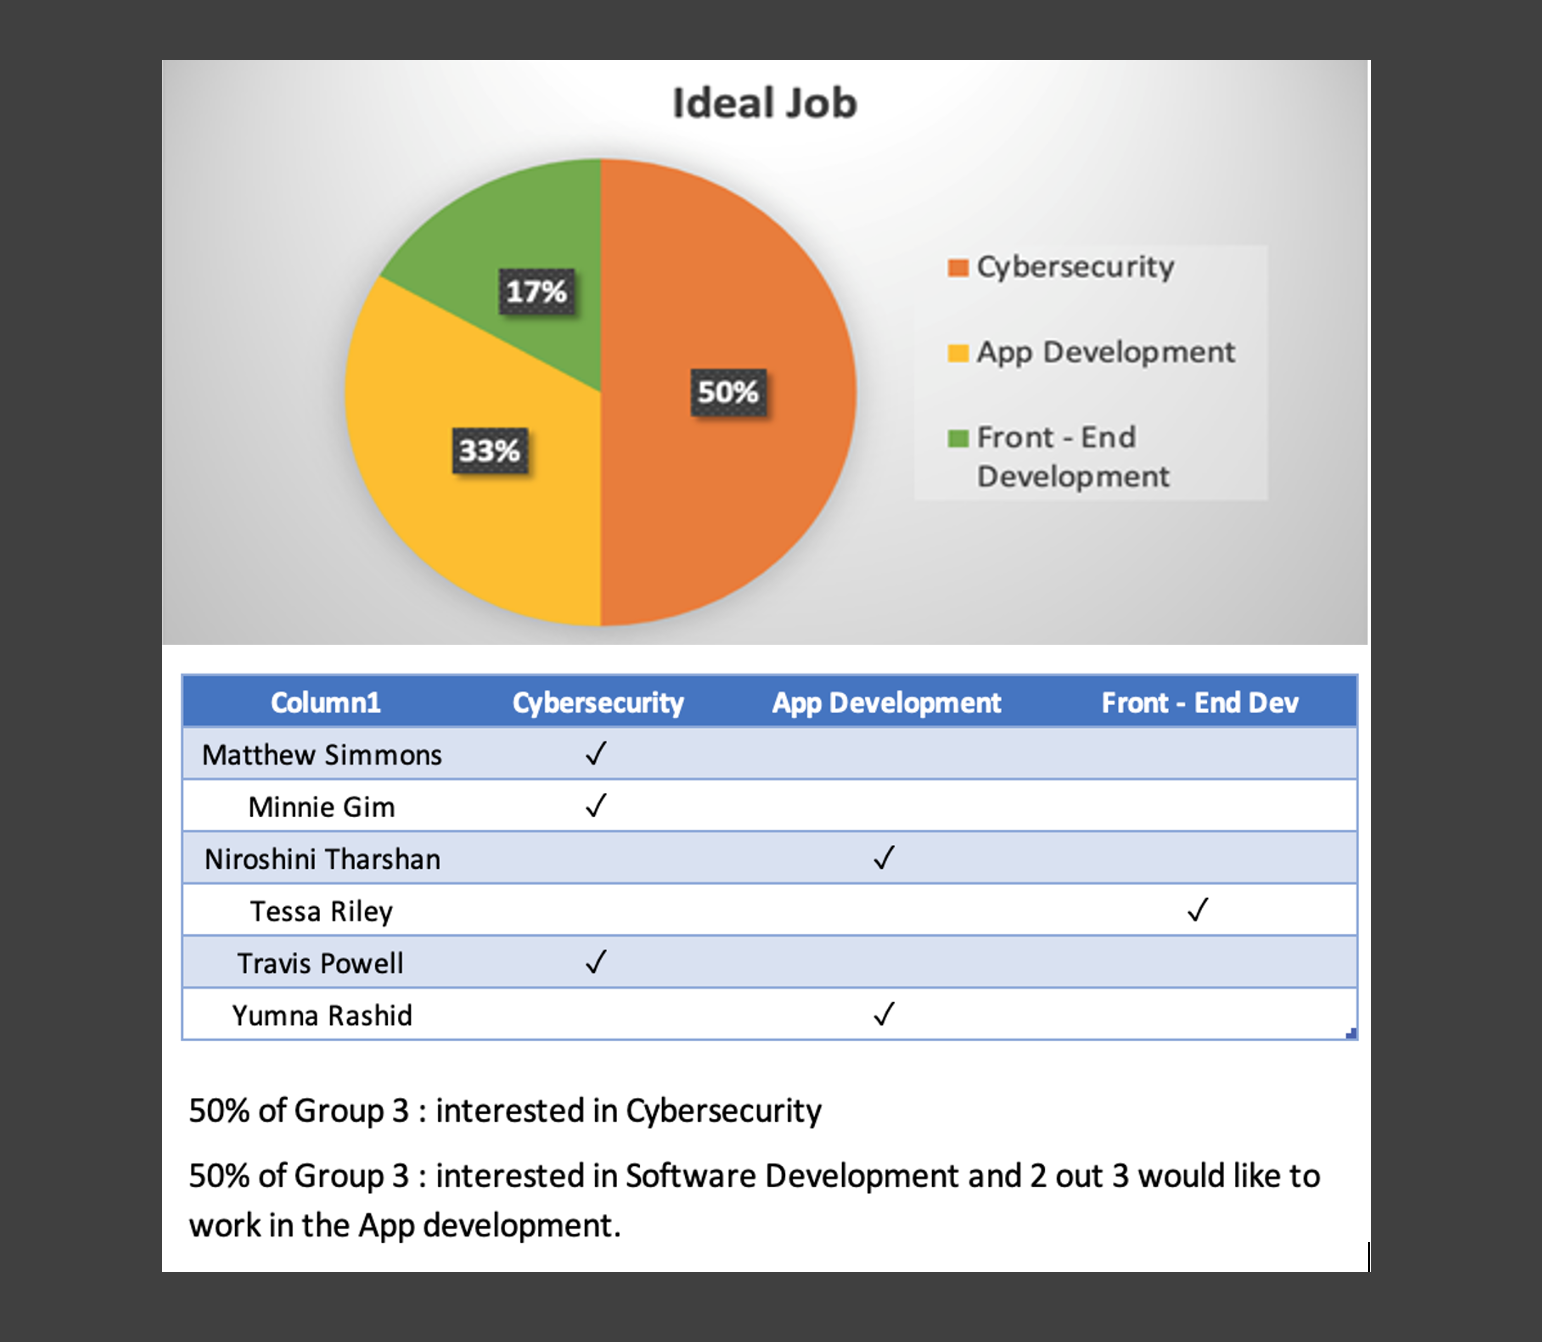 Ideal Job
17%
50%
33%
Cybersecurity
App Development
Front - End
Development
Column1 Cybersecurity App Development Front - End Dev
Matthew Simmons ✓
Minnie Gim ✓
Niroshini Tharshan ✓
Tessa Riley ✓
Travis Powell ✓
Yumna Rashid ✓
50% of Group 3 : interested in Cybersecurity
50% of Group 3 : interested in Software Development and 2 out 3 would like to
work in the App development.